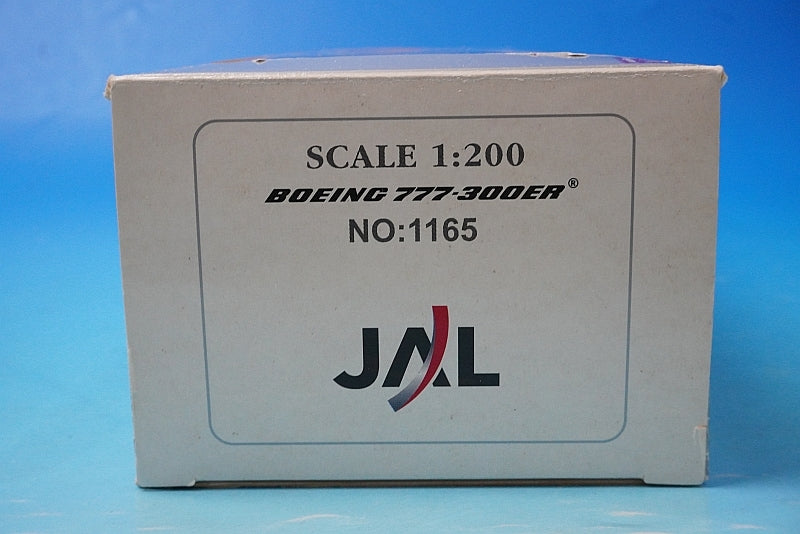 SCALE 1:200
BOEING 777-300ER®
NO:1165
JAL